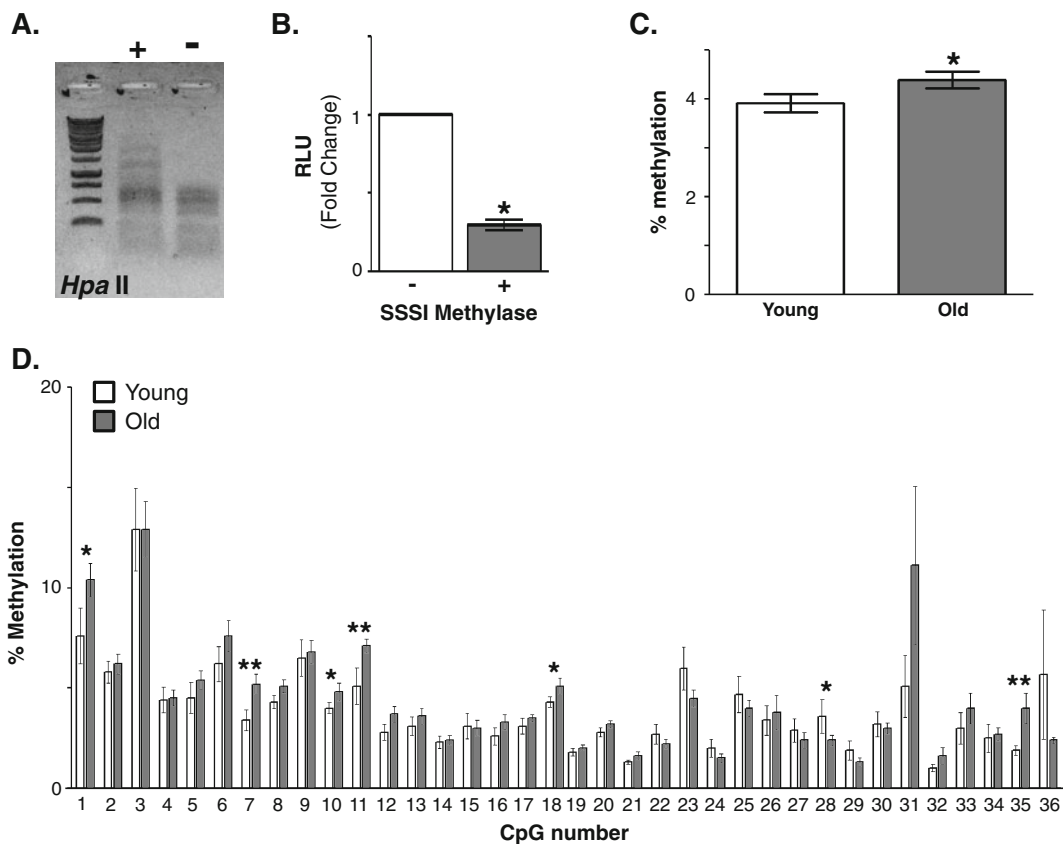 A.
+ -
Hpa II
B.
RLU
(Fold Change)
1
0
*
- +
SSSI Methylase
C.
% methylation
4
2
0
*
Young Old
D.
Young
Old
% Methylation
20
10
0
* ** * ** * * **
1 2 3 4 5 6 7 8 9 10 11 12 13 14 15 16 17 18 19 20 21 22 23 24 25 26 27 28 29 30 31 32 33 34 35 36
CpG number